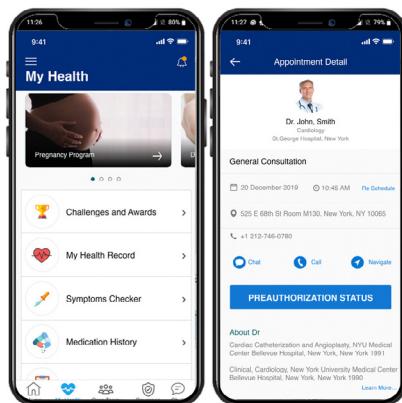 11:26
80%
9:41
My Health
Pregnancy Program
Challenges and Awards
My Health Record
Symptoms Checker
Medication History
11:27
79%
9:41
Appointment Detail
Dr. John, Smith
Cardiology
St.George Hospital, New York
General Consultation
20 December 2019
10:45 AM
Re Schedule
525 E 68th St Room M130, New York, NY 10065
+1 212-746-0780
Chat
Call
Navigate
PREAUTHORIZATION STATUS
About Dr
Cardiac Catheterization and Angioplasty, NYU Medical
Center Bellevue Hospital, New York, New York 1991
Clinical, Cardiology, New York University Medical Center
Bellevue Hospital, New York, New York 1990
Learn More...